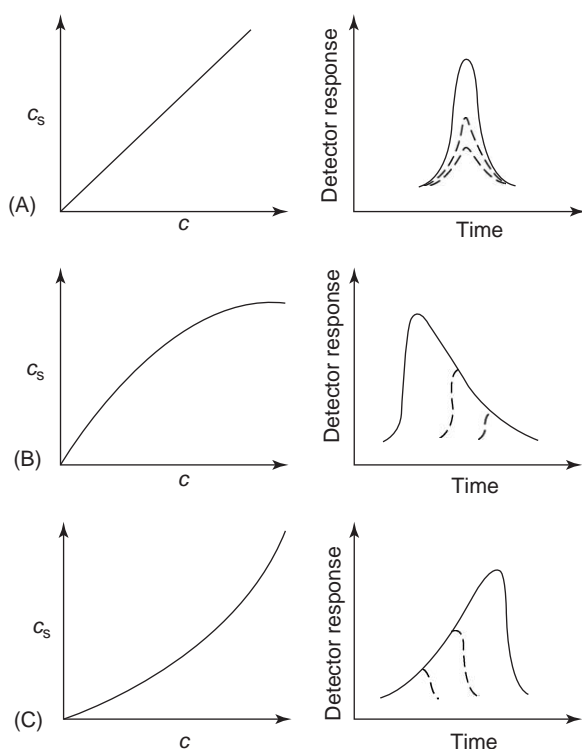 cs
c
(A)
Detector response
Time
cs
c
(B)
Detector response
Time
cs
c
(C)
Detector response
Time